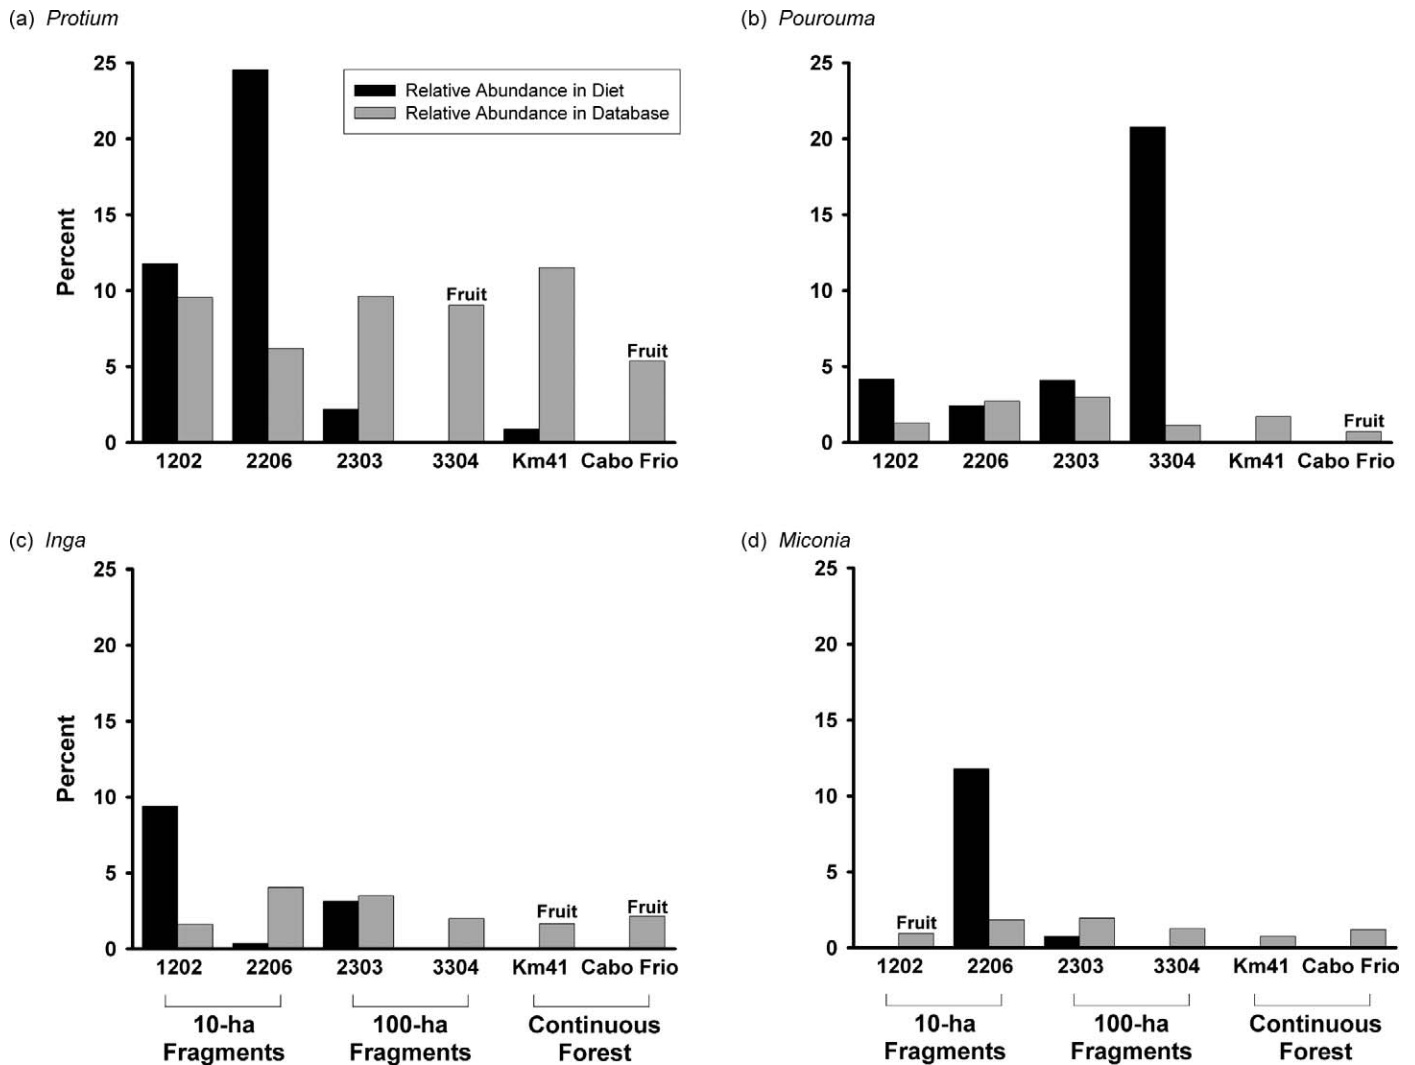 (a) Protium
25
20
15
10
5
0
Percent
Relative Abundance in Diet
Relative Abundance in Database
Fruit
Fruit
1202 2206 2303 3304 Km41 Cabo Frio
(b) Pourouma
25
20
15
10
5
0
Fruit
1202 2206 2303 3304 Km41 Cabo Frio
(c) Inga
25
20
15
10
5
0
Percent
Fruit
Fruit
1202 2206 2303 3304 Km41 Cabo Frio
10-ha
Fragments
100-ha
Fragments
Continuous
Forest
(d) Miconia
25
20
15
10
5
0
Fruit
1202 2206 2303 3304 Km41 Cabo Frio
10-ha
Fragments
100-ha
Fragments
Continuous
Forest